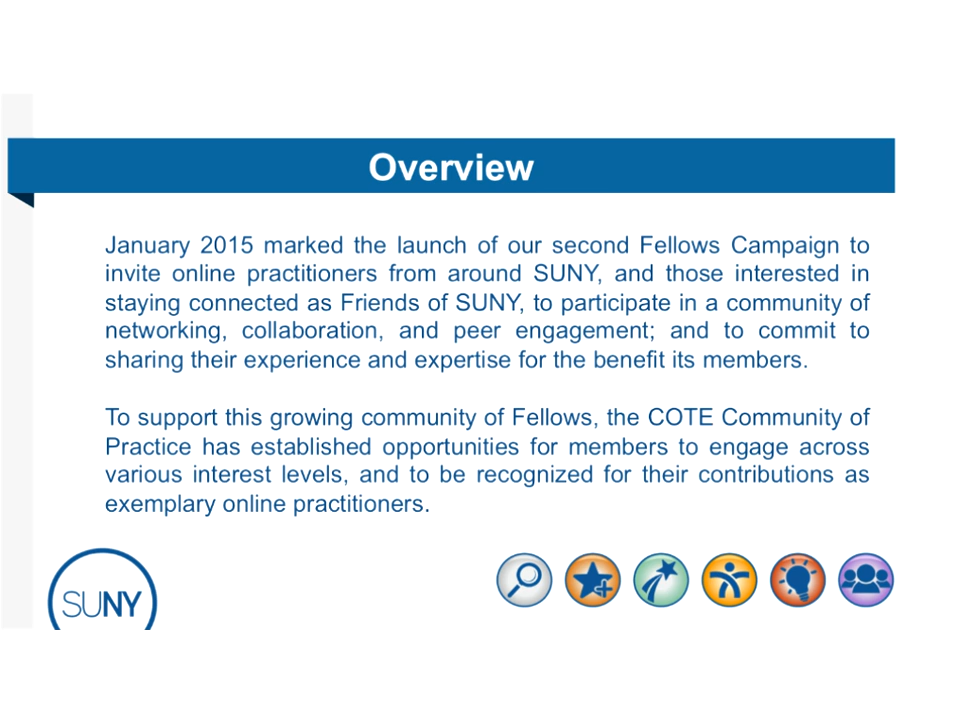 Overview
January 2015 marked the launch of our second Fellows Campaign to
invite online practitioners from around SUNY, and those interested in
staying connected as Friends of SUNY, to participate in a community of
networking, collaboration, and peer engagement; and to commit to
sharing their experience and expertise for the benefit its members.
To support this growing community of Fellows, the COTE Community of
Practice has established opportunities for members to engage across
various interest levels, and to be recognized for their contributions as
exemplary online practitioners.
SUNY